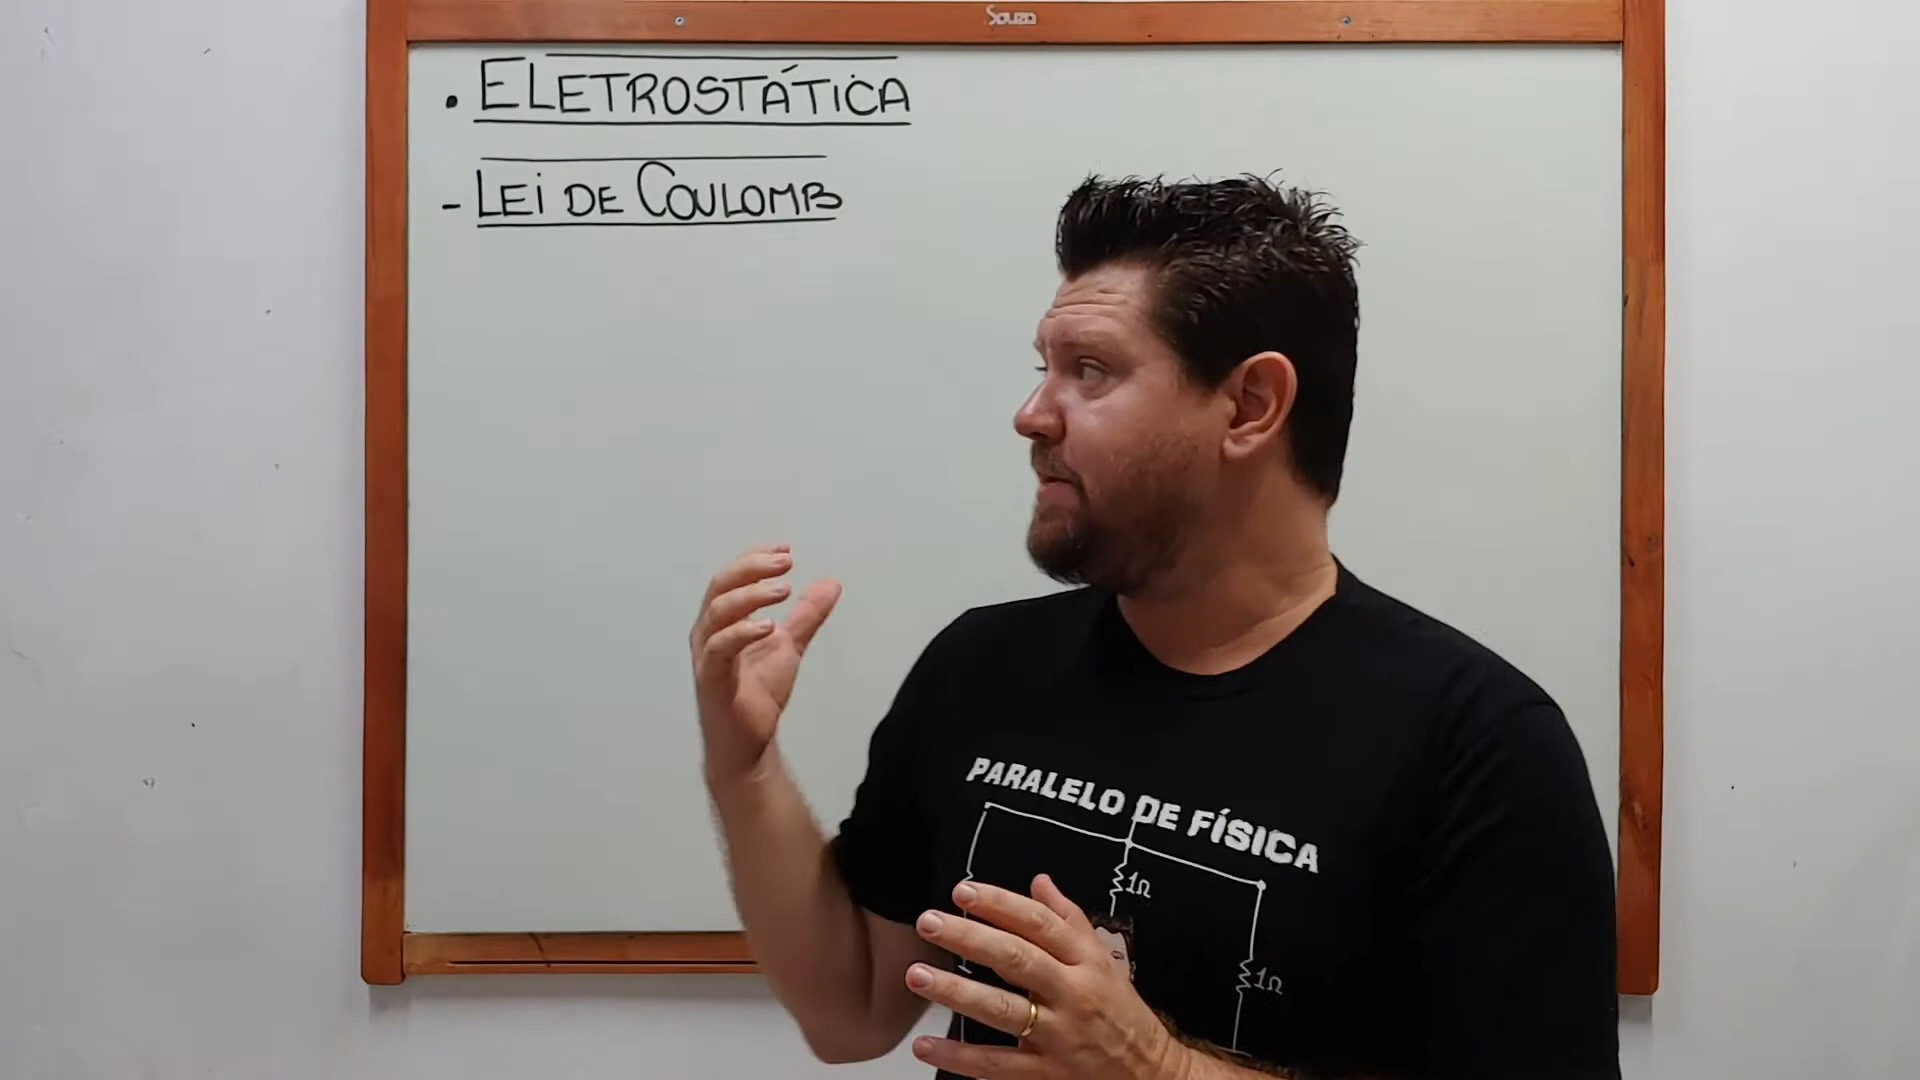 Souza
• ELETROSTÁTICA
- LEI DE COULOMB
PARALELO DE FÍSICA
1Ω
1Ω